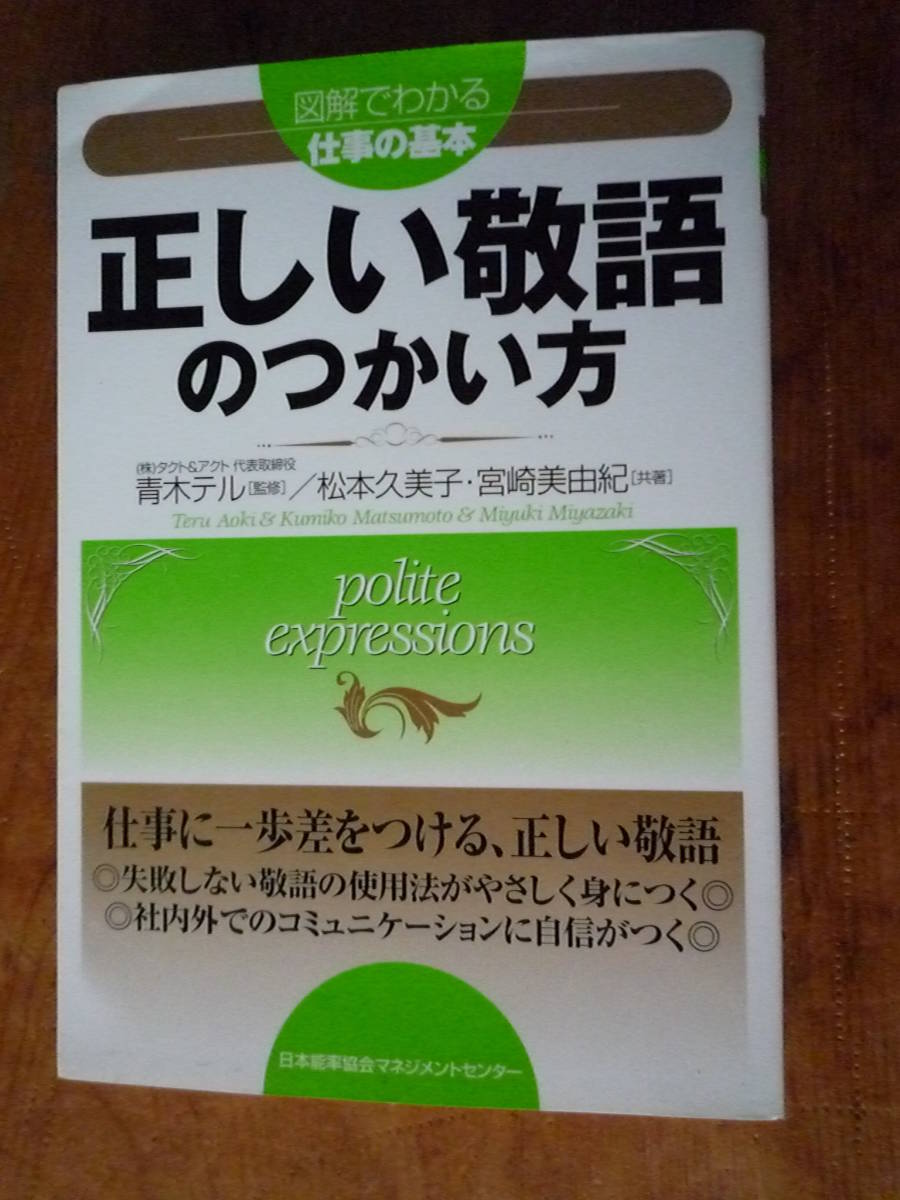 図解でわかる
仕事の基本
正しい敬語
のつかい方
(株)タクト&アクト 代表取締役
青木テル[監修]/松本久美子・宮崎美由紀[共著]
Teru Aoki & Kumiko Matsumoto & Miyuki Miyazaki
polite
expressions
仕事に一歩差をつける、正しい敬語
◎失敗しない敬語の使用法がやさしく身につく◎
◎社内外でのコミュニケーションに自信がつく◎
日本能率協会マネジメントセンター